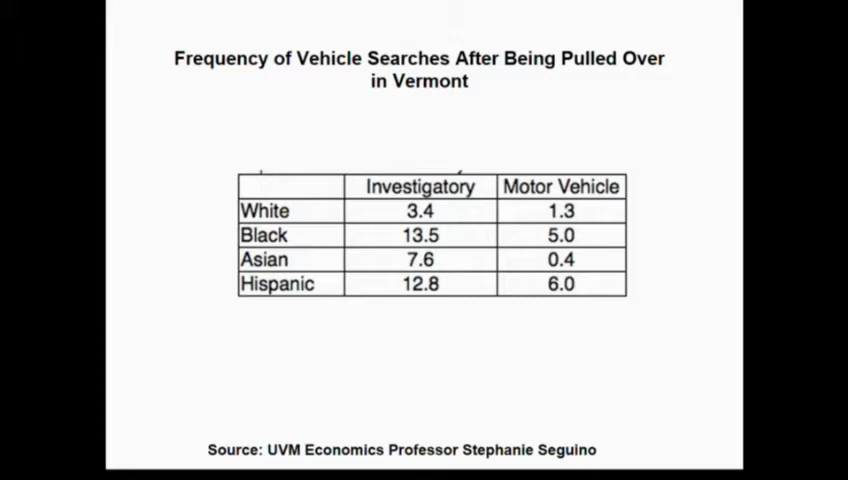 Frequency of Vehicle Searches After Being Pulled Over
in Vermont
Investigatory Motor Vehicle
White 3.4 1.3
Black 13.5 5.0
Asian 7.6 0.4
Hispanic 12.8 6.0
Source: UVM Economics Professor Stephanie Seguino